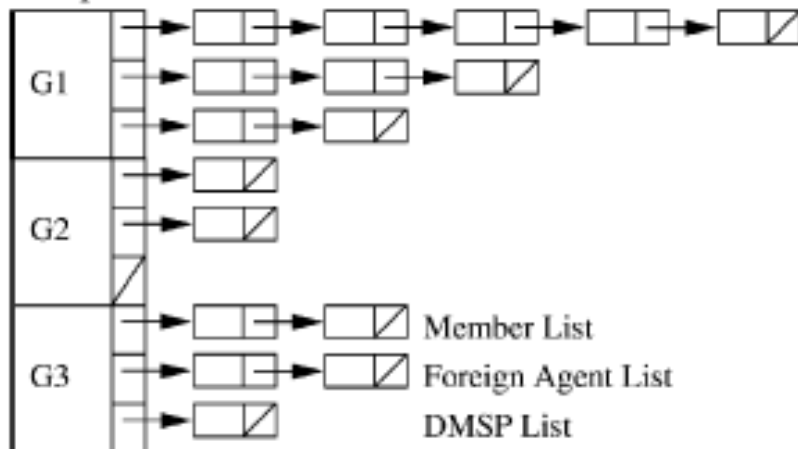 G1
G2
G3
Member List
Foreign Agent List
DMSP List